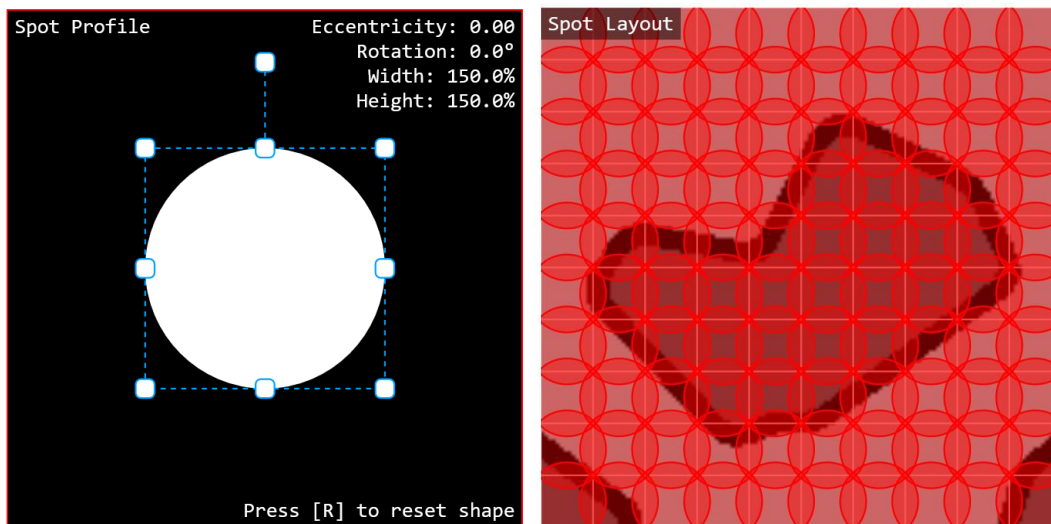 Spot Profile
Eccentricity: 0.00
Rotation: 0.0º
Width: 150.0%
Height: 150.0%
Press [R] to reset shape
Spot Layout